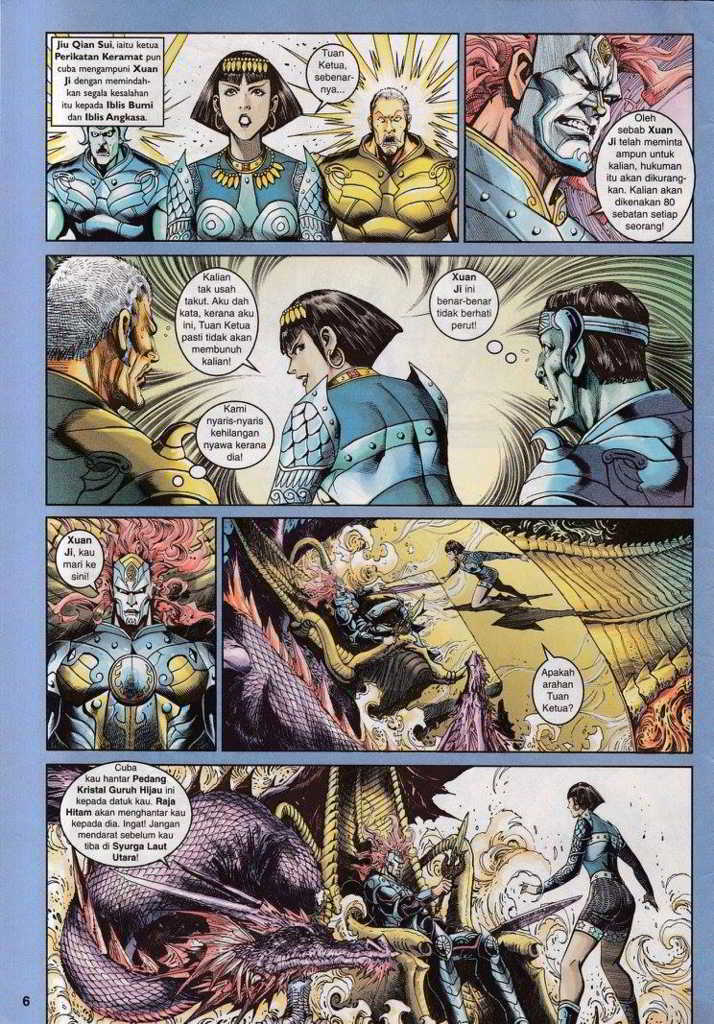 Jiu Qian Sui, iaitu ketua
Perikatan Keramat pun
cuba mengampuni Xuan
Ji dengan memindah-
kan segala kesalahan
itu kepada Iblis Bumi
dan Iblis Angkasa.
Tuan
Ketua,
sebenar-
nya...
Oleh
sebab Xuan
Ji telah meminta
ampun untuk
kalian, hukuman
itu akan dikurang-
kan. Kalian akan
dikenakan 80
sebatan setiap
seorang!
Kalian
tak usah
takut. Aku dah
kata, kerana aku
ini, Tuan Ketua
pasti tidak akan
membunuh
kalian!
Xuan
Ji ini
benar-benar
tidak berhati
perut!
Kami
nyaris-nyaris
kehilangan
nyawa kerana
dia!
Xuan
Ji, kau
mari ke
sini!
Apakah
arahan
Tuan
Ketua?
Cuba
kau hantar Pedang
Kristal Guruh Hijau ini
kepada datuk kau. Raja
Hitam akan menghantar kau
kepada dia. Ingat! Jangan
mendarat sebelum kau
tiba di Syurga Laut
Utara!
6